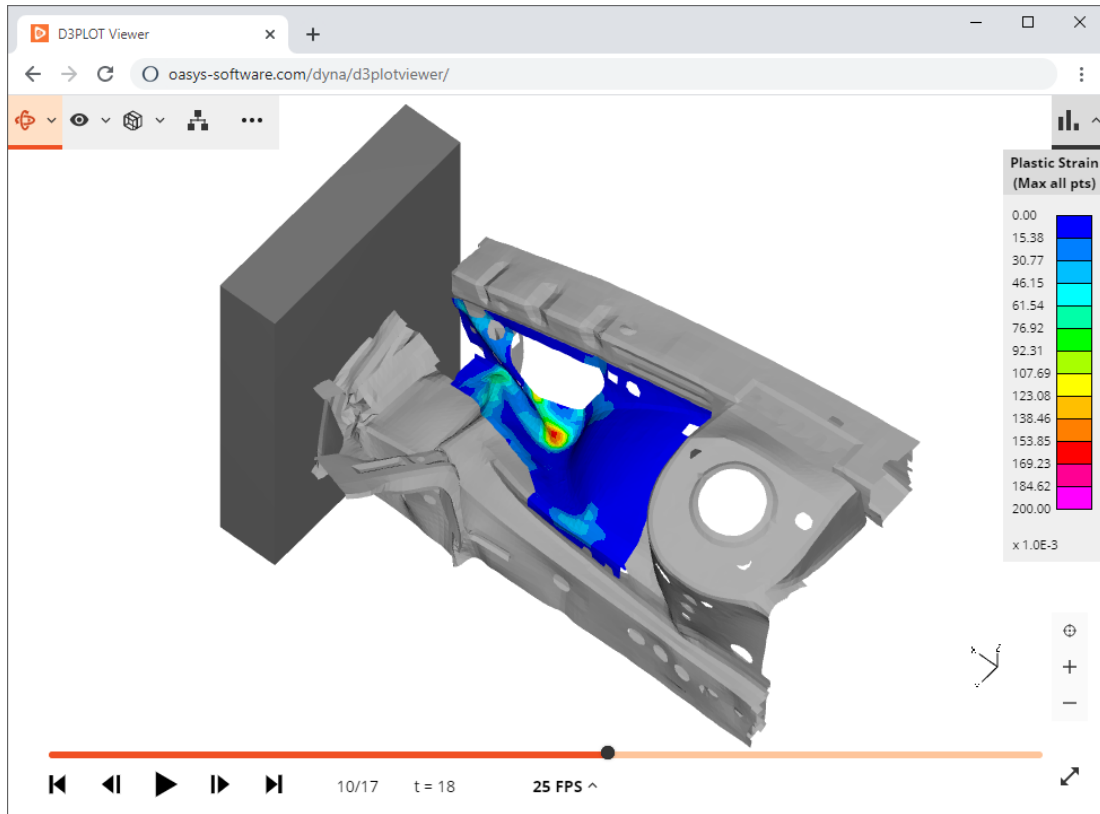 D3PLOT Viewer
oasys-software.com/dyna/d3plotviewer/
Plastic Strain
(Max all pts)
0.00
15.38
30.77
46.15
61.54
76.92
92.31
107.69
123.08
138.46
153.85
169.23
184.62
200.00
x 1.0E-3
10/17
t = 18
25 FPS